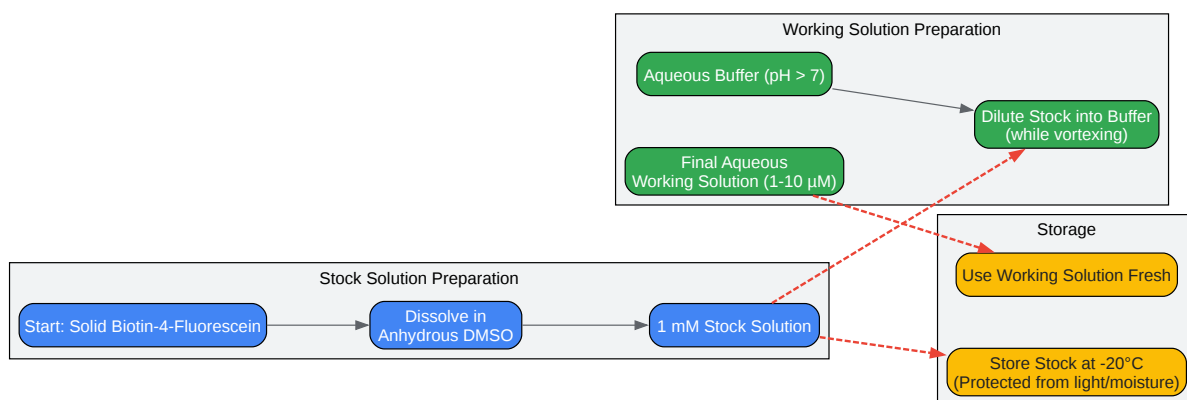 Working Solution Preparation
Aqueous Buffer (pH > 7)
Dilute Stock into Buffer
(while vortexing)
Final Aqueous
Working Solution (1-10 µM)
Storage
Use Working Solution Fresh
Store Stock at -20°C
(Protected from light/moisture)
Stock Solution Preparation
Start: Solid Biotin-4-Fluorescein
Dissolve in
Anhydrous DMSO
1 mM Stock Solution